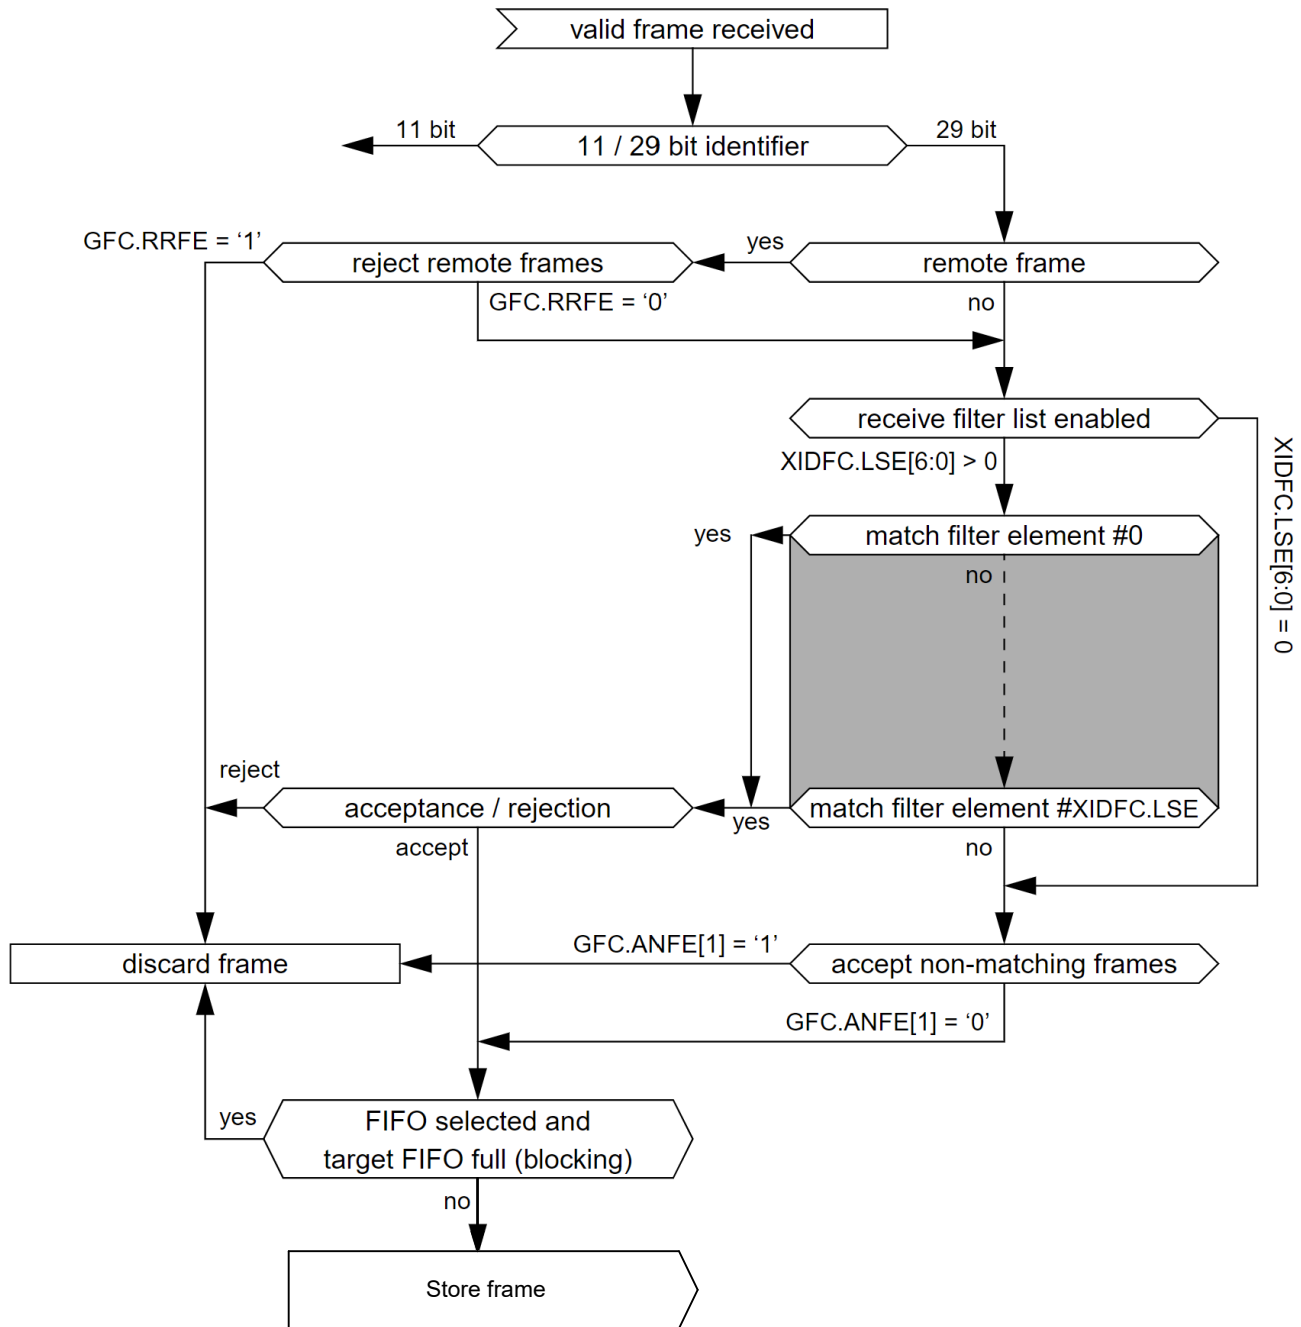 valid frame received
11 bit
11 / 29 bit identifier
29 bit
GFC.RRFE = ‘1’
reject remote frames
yes
remote frame
GFC.RRFE = ‘0’
no
receive filter list enabled
XIDFC.LSE[6:0] > 0
XIDFC.LSE[6:0] = 0
yes
match filter element #0
no
reject
acceptance / rejection
yes
match filter element #XIDFC.LSE
accept
no
discard frame
GFC.ANFE[1] = ‘1’
accept non-matching frames
GFC.ANFE[1] = ‘0’
yes
FIFO selected and
target FIFO full (blocking)
no
Store frame